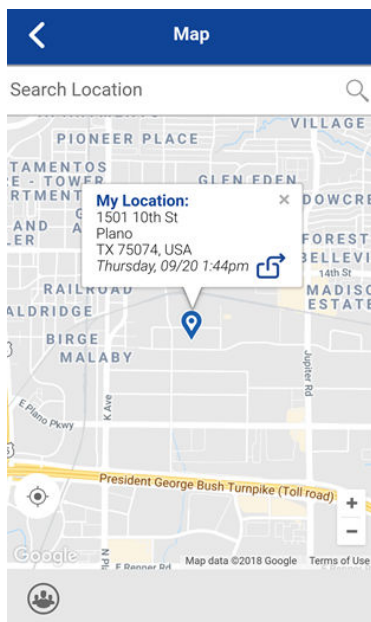 Map
Search Location
VILLAGE
PIONEER PLACE
TAMENTOS
E - TOWER
GLEN EDEN
RTMENT
DOWCRE
My Location:
1501 10th St
Plano
TX 75074, USA
Thursday, 09/20 1:44pm
AND A
LER
FOREST
BELLEVI
14th St
RAILROAD
MADISO
ESTATE
ALDRIDGE
BIRGE
MALABY
Jupiter Rd
K Ave
E Plano Pkwy
President George Bush Turnpike (Toll road)
+
−
Google
N Pl
E Renner Rd
Map data ©2018 Google
Terms of Use